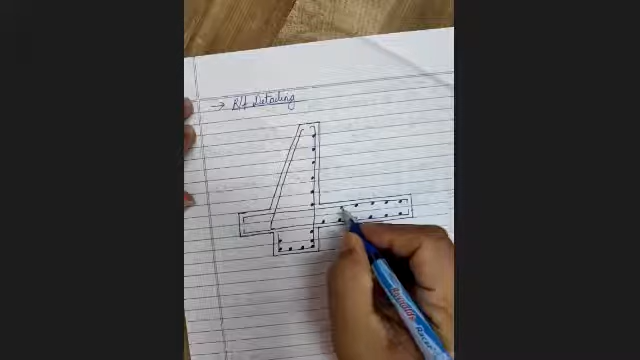 → R/f Detailing